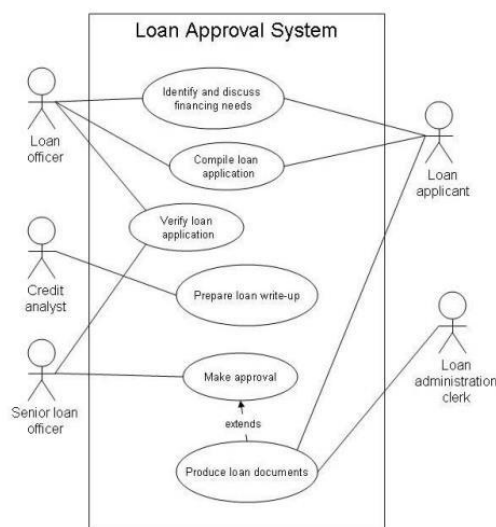 Loan Approval System
Identify and discuss
financing needs
Loan
officer
Compile loan
application
Loan
applicant
Verify loan
application
Credit
analyst
Prepare loan write-up
Make approval
Senior loan
officer
Loan
administration
clerk
extends
Produce loan documents